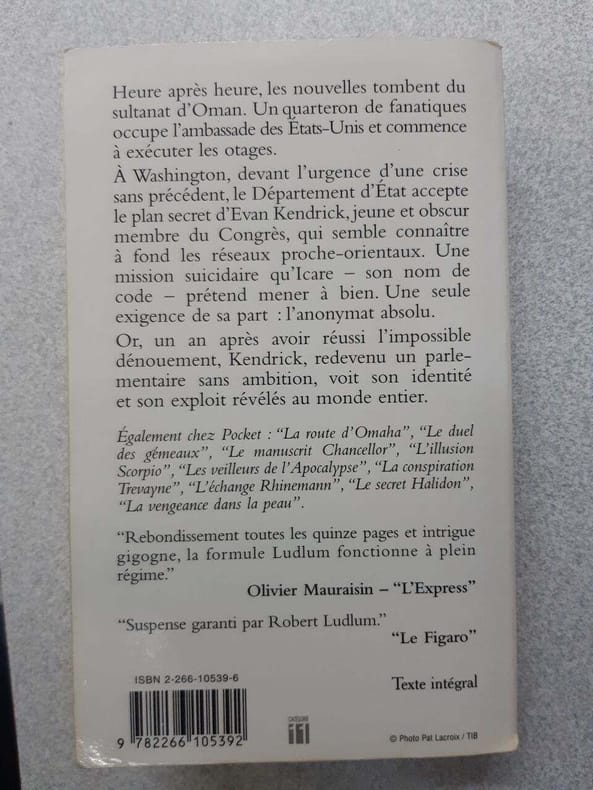 Heure après heure, les nouvelles tombent du
sultanat d'Oman. Un quarteron de fanatiques
occupe l'ambassade des États-Unis et commence
à exécuter les otages.
À Washington, devant l'urgence d'une crise
sans précédent, le Département d'État accepte
le plan secret d'Evan Kendrick, jeune et obscur
membre du Congrès, qui semble connaître
à fond les réseaux proche-orientaux. Une
mission suicidaire qu'Icare – son nom de
code – prétend mener à bien. Une seule
exigence de sa part : l'anonymat absolu.
Or, un an après avoir réussi l'impossible
dénouement, Kendrick, redevenu un parle-
mentaire sans ambition, voit son identité
et son exploit révélés au monde entier.
Également chez Pocket : "La route d'Omaha", "Le duel
des gémeaux", "Le manuscrit Chancellor", "L'illusion
Scorpio", "Les veilleurs de l'Apocalypse", "La conspiration
Trevayne", "L'échange Rhinemann", "Le secret Halidon",
"La vengeance dans la peau".
"Rebondissement toutes les quinze pages et intrigue
gigogne, la formule Ludlum fonctionne à plein
régime."
Olivier Mauraisin – "L'Express"
"Suspense garanti par Robert Ludlum."
"Le Figaro"
ISBN 2-266-10539-6
Texte intégral
9 782266 105392
CATÉGORIE
© Photo Pat Lacroix / TIB